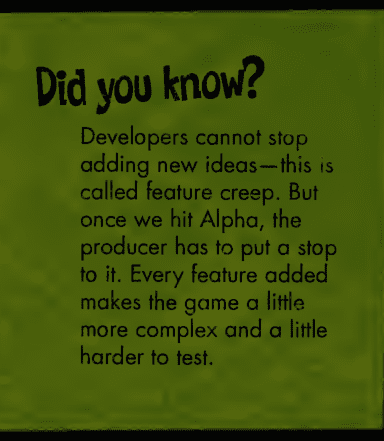 Did you know?
Developers cannot stop
adding new ideas—this is
called feature creep. But
once we hit Alpha, the
producer has to put a stop
to it. Every feature added
makes the game a little
more complex and a little
harder to test.